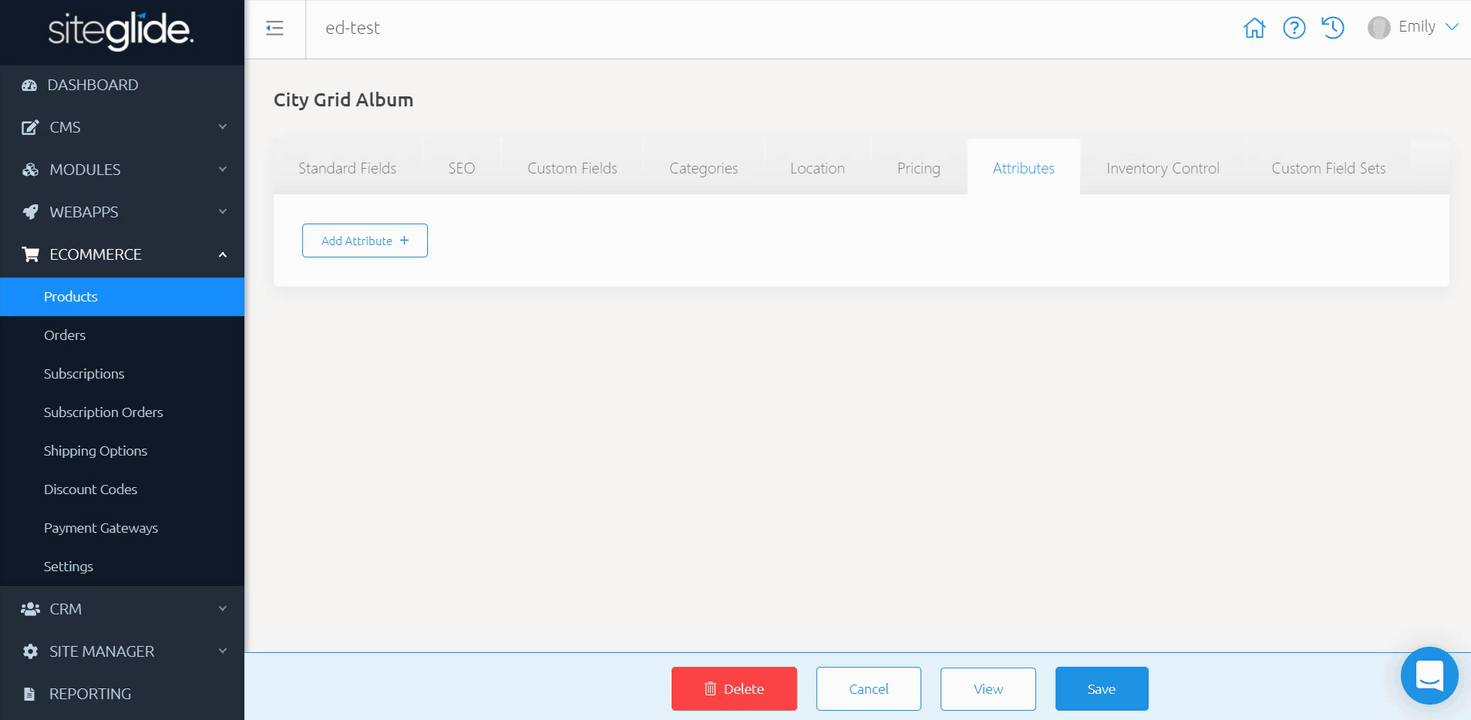 siteglide.
ed-test
Emily
DASHBOARD
CMS
MODULES
WEBAPPS
ECOMMERCE
Products
Orders
Subscriptions
Subscription Orders
Shipping Options
Discount Codes
Payment Gateways
Settings
CRM
SITE MANAGER
REPORTING
City Grid Album
Standard Fields SEO Custom Fields Categories Location Pricing Attributes Inventory Control Custom Field Sets
Add Attribute +
Delete Cancel View Save